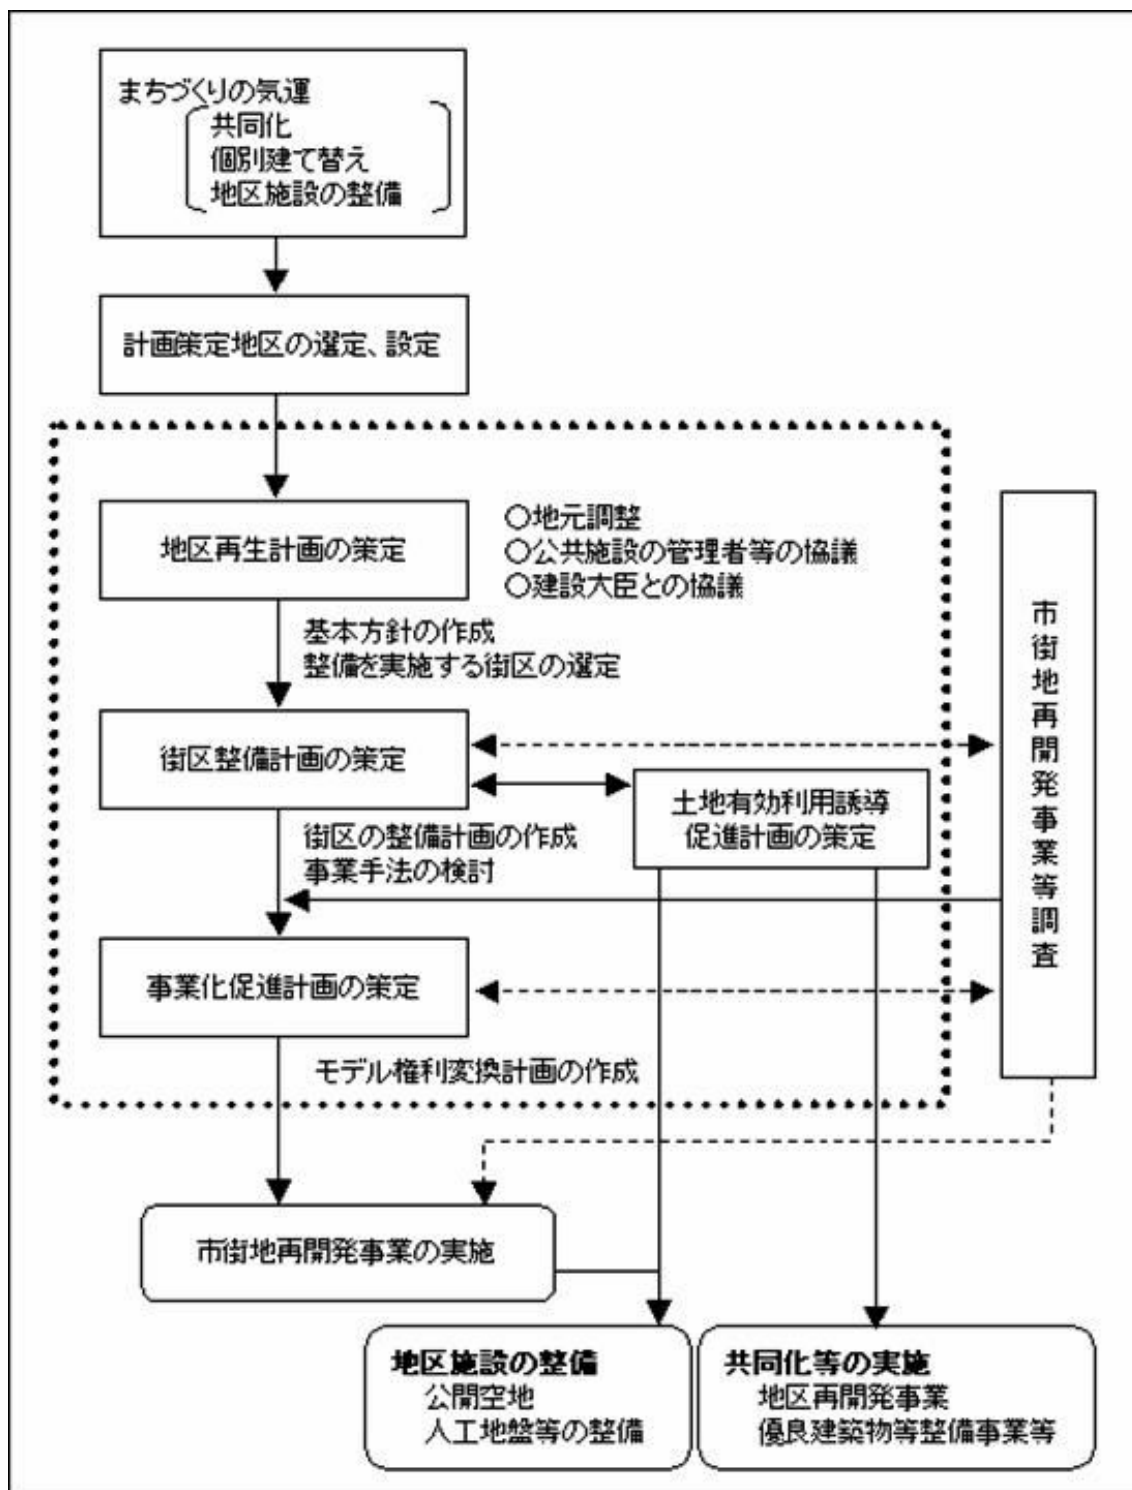 まちづくりの気運
共同化
個別建て替え
地区施設の整備
計画策定地区の選定、設定
地区再生計画の策定
○地元調整
○公共施設の管理者等の協議
○建設大臣との協議
基本方針の作成
整備を実施する街区の選定
街区整備計画の策定
土地有効利用誘導
促進計画の策定
街区の整備計画の作成
事業手法の検討
市街地再開発事業等調査
事業化促進計画の策定
モデル権利変換計画の作成
市街地再開発事業の実施
地区施設の整備
公開空地
人工地盤等の整備
共同化等の実施
地区再開発事業
優良建築物等整備事業等